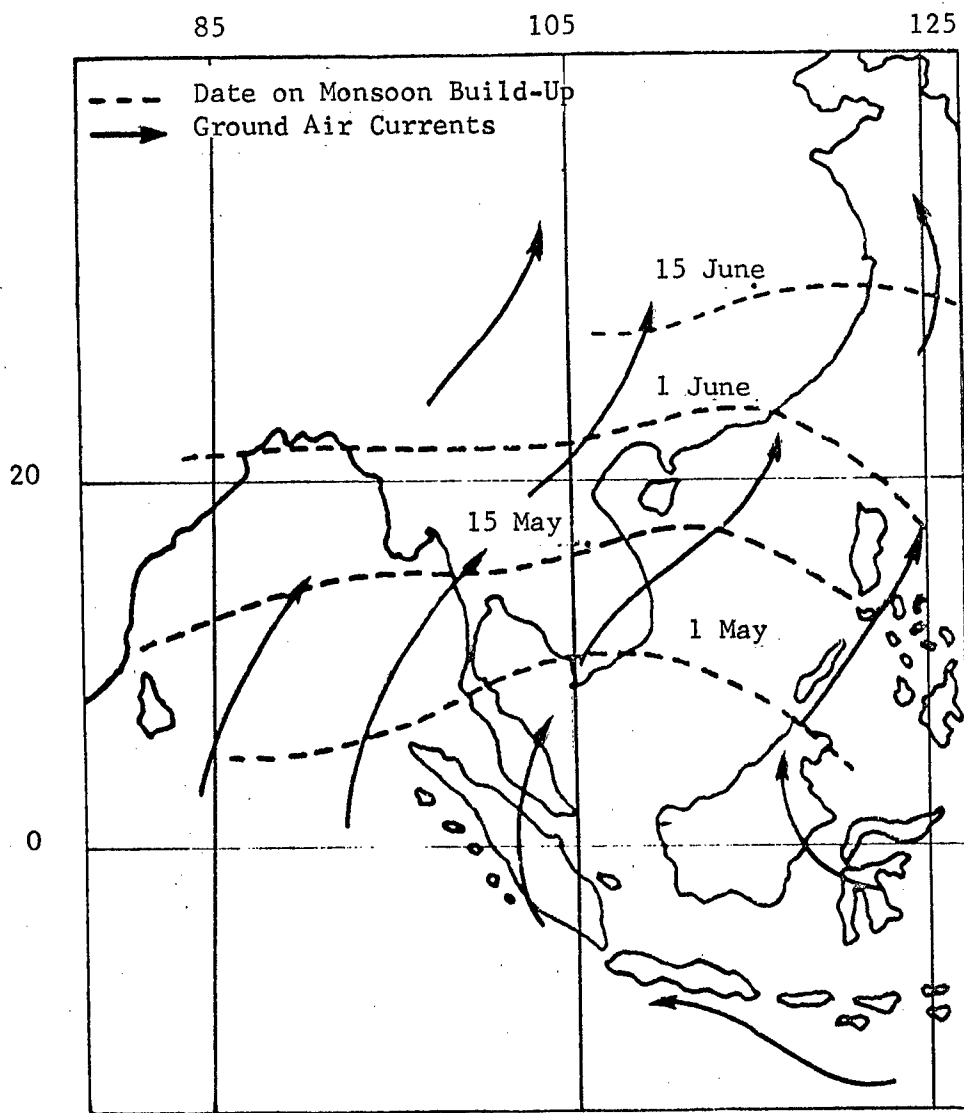 85 105 125
Date on Monsoon Build-Up
Ground Air Currents
15 June
1 June
20
15 May
1 May
0